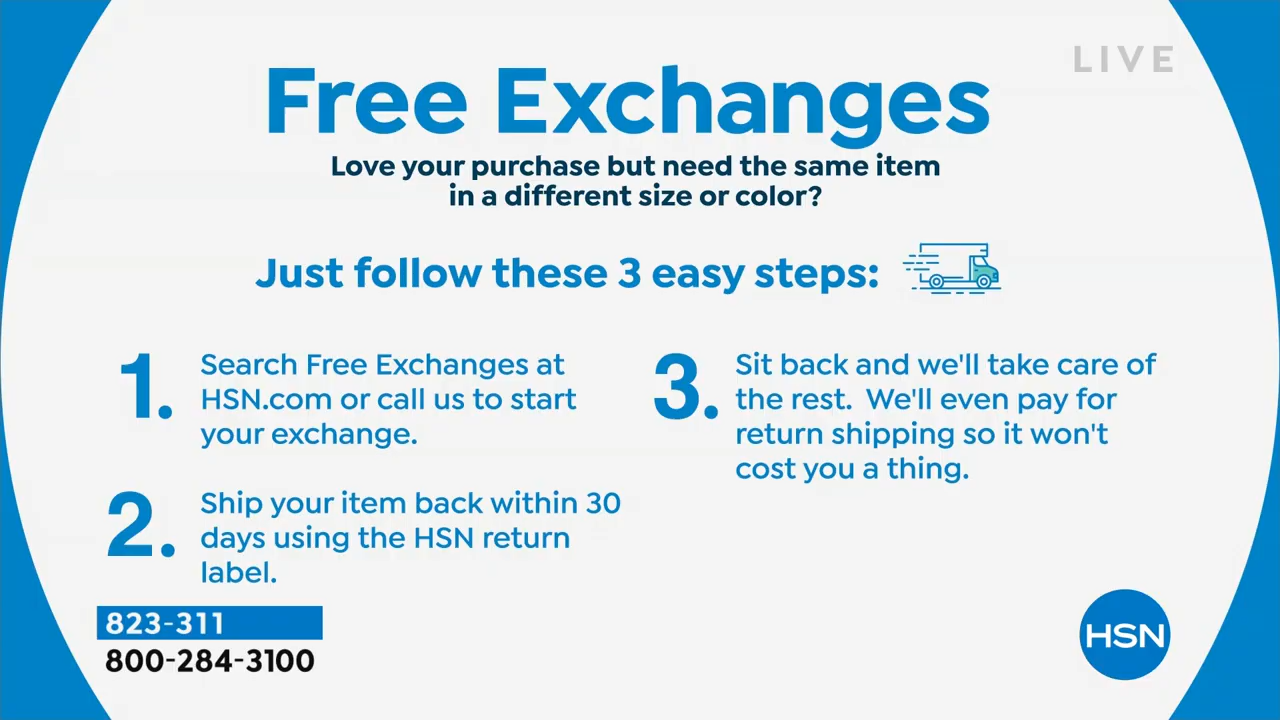 LIVE
Free Exchanges
Love your purchase but need the same item
in a different size or color?
Just follow these 3 easy steps:
1. Search Free Exchanges at
HSN.com or call us to start
your exchange.
2. Ship your item back within 30
days using the HSN return
label.
3. Sit back and we'll take care of
the rest. We'll even pay for
return shipping so it won't
cost you a thing.
823-311
800-284-3100
HSN